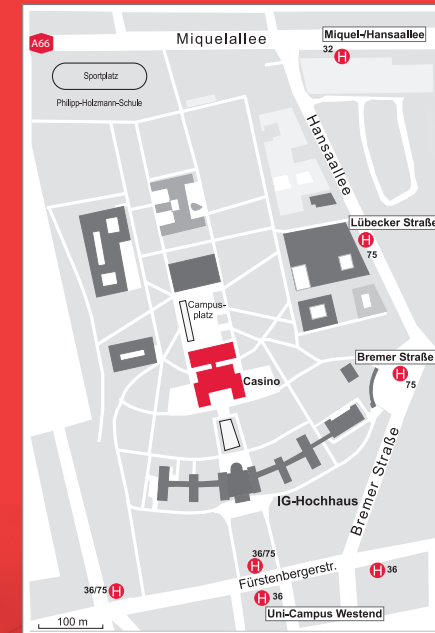 Miquelallee
Miquel-/Hansaallee
A66
32 H
Sportplatz
Philipp-Holzmann-Schule
Hansaallee
Lübecker Straße
H
75
Campus-
platz
Bremer Straße
H
75
Casino
Bremer Straße
IG-Hochhaus
36/75
H
Fürstenbergerstr.
H 36
36/75 H
H 36
Uni-Campus Westend
100 m